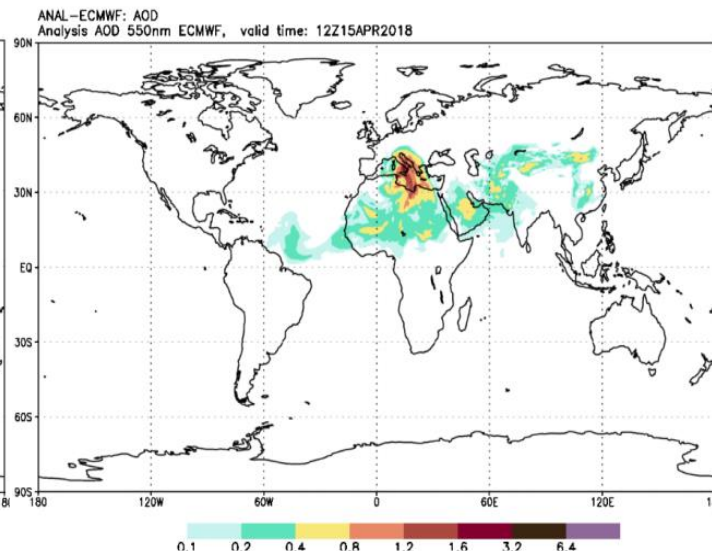 ANAL-ECMWF: AOD
Analysis AOD 550nm ECMWF, valid time: 12Z15APR2018
90N
60N
30N
EQ
30S
60S
90S
180 120W 60W 0 60E 120E
0.1 0.2 0.4 0.8 1.2 1.6 3.2 6.4